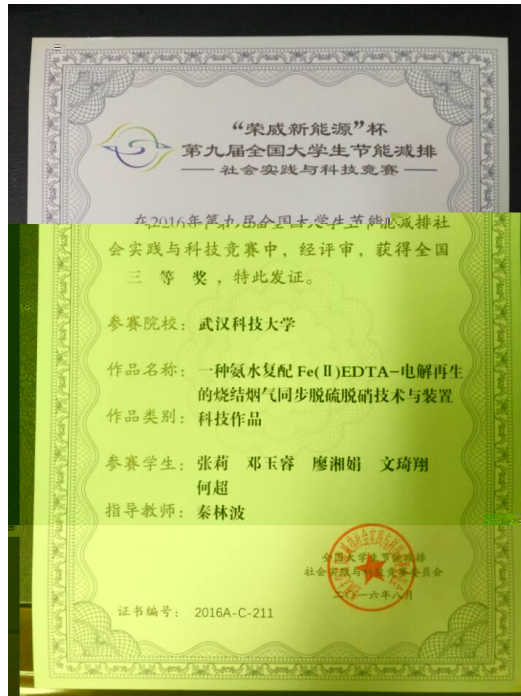 “荣威新能源”杯
第九届全国大学生节能减排
社会实践与科技竞赛
在2016年第九届全国大学生节能减排社
会实践与科技竞赛中，经评审，获得全国
三等奖，特此发证。
参赛院校：武汉科技大学
作品名称：一种氨水复配Fe(Ⅱ)EDTA-电解再生
的烧结烟气同步脱硫脱硝技术与装置
作品类别：科技作品
参赛学生：张莉 邓玉睿 廖湘娟 文琦翔
何超
指导教师：秦林波
全国大学生节能减排
社会实践与科技竞赛委员会
二〇一六年八月
证书编号：2016A-C-211